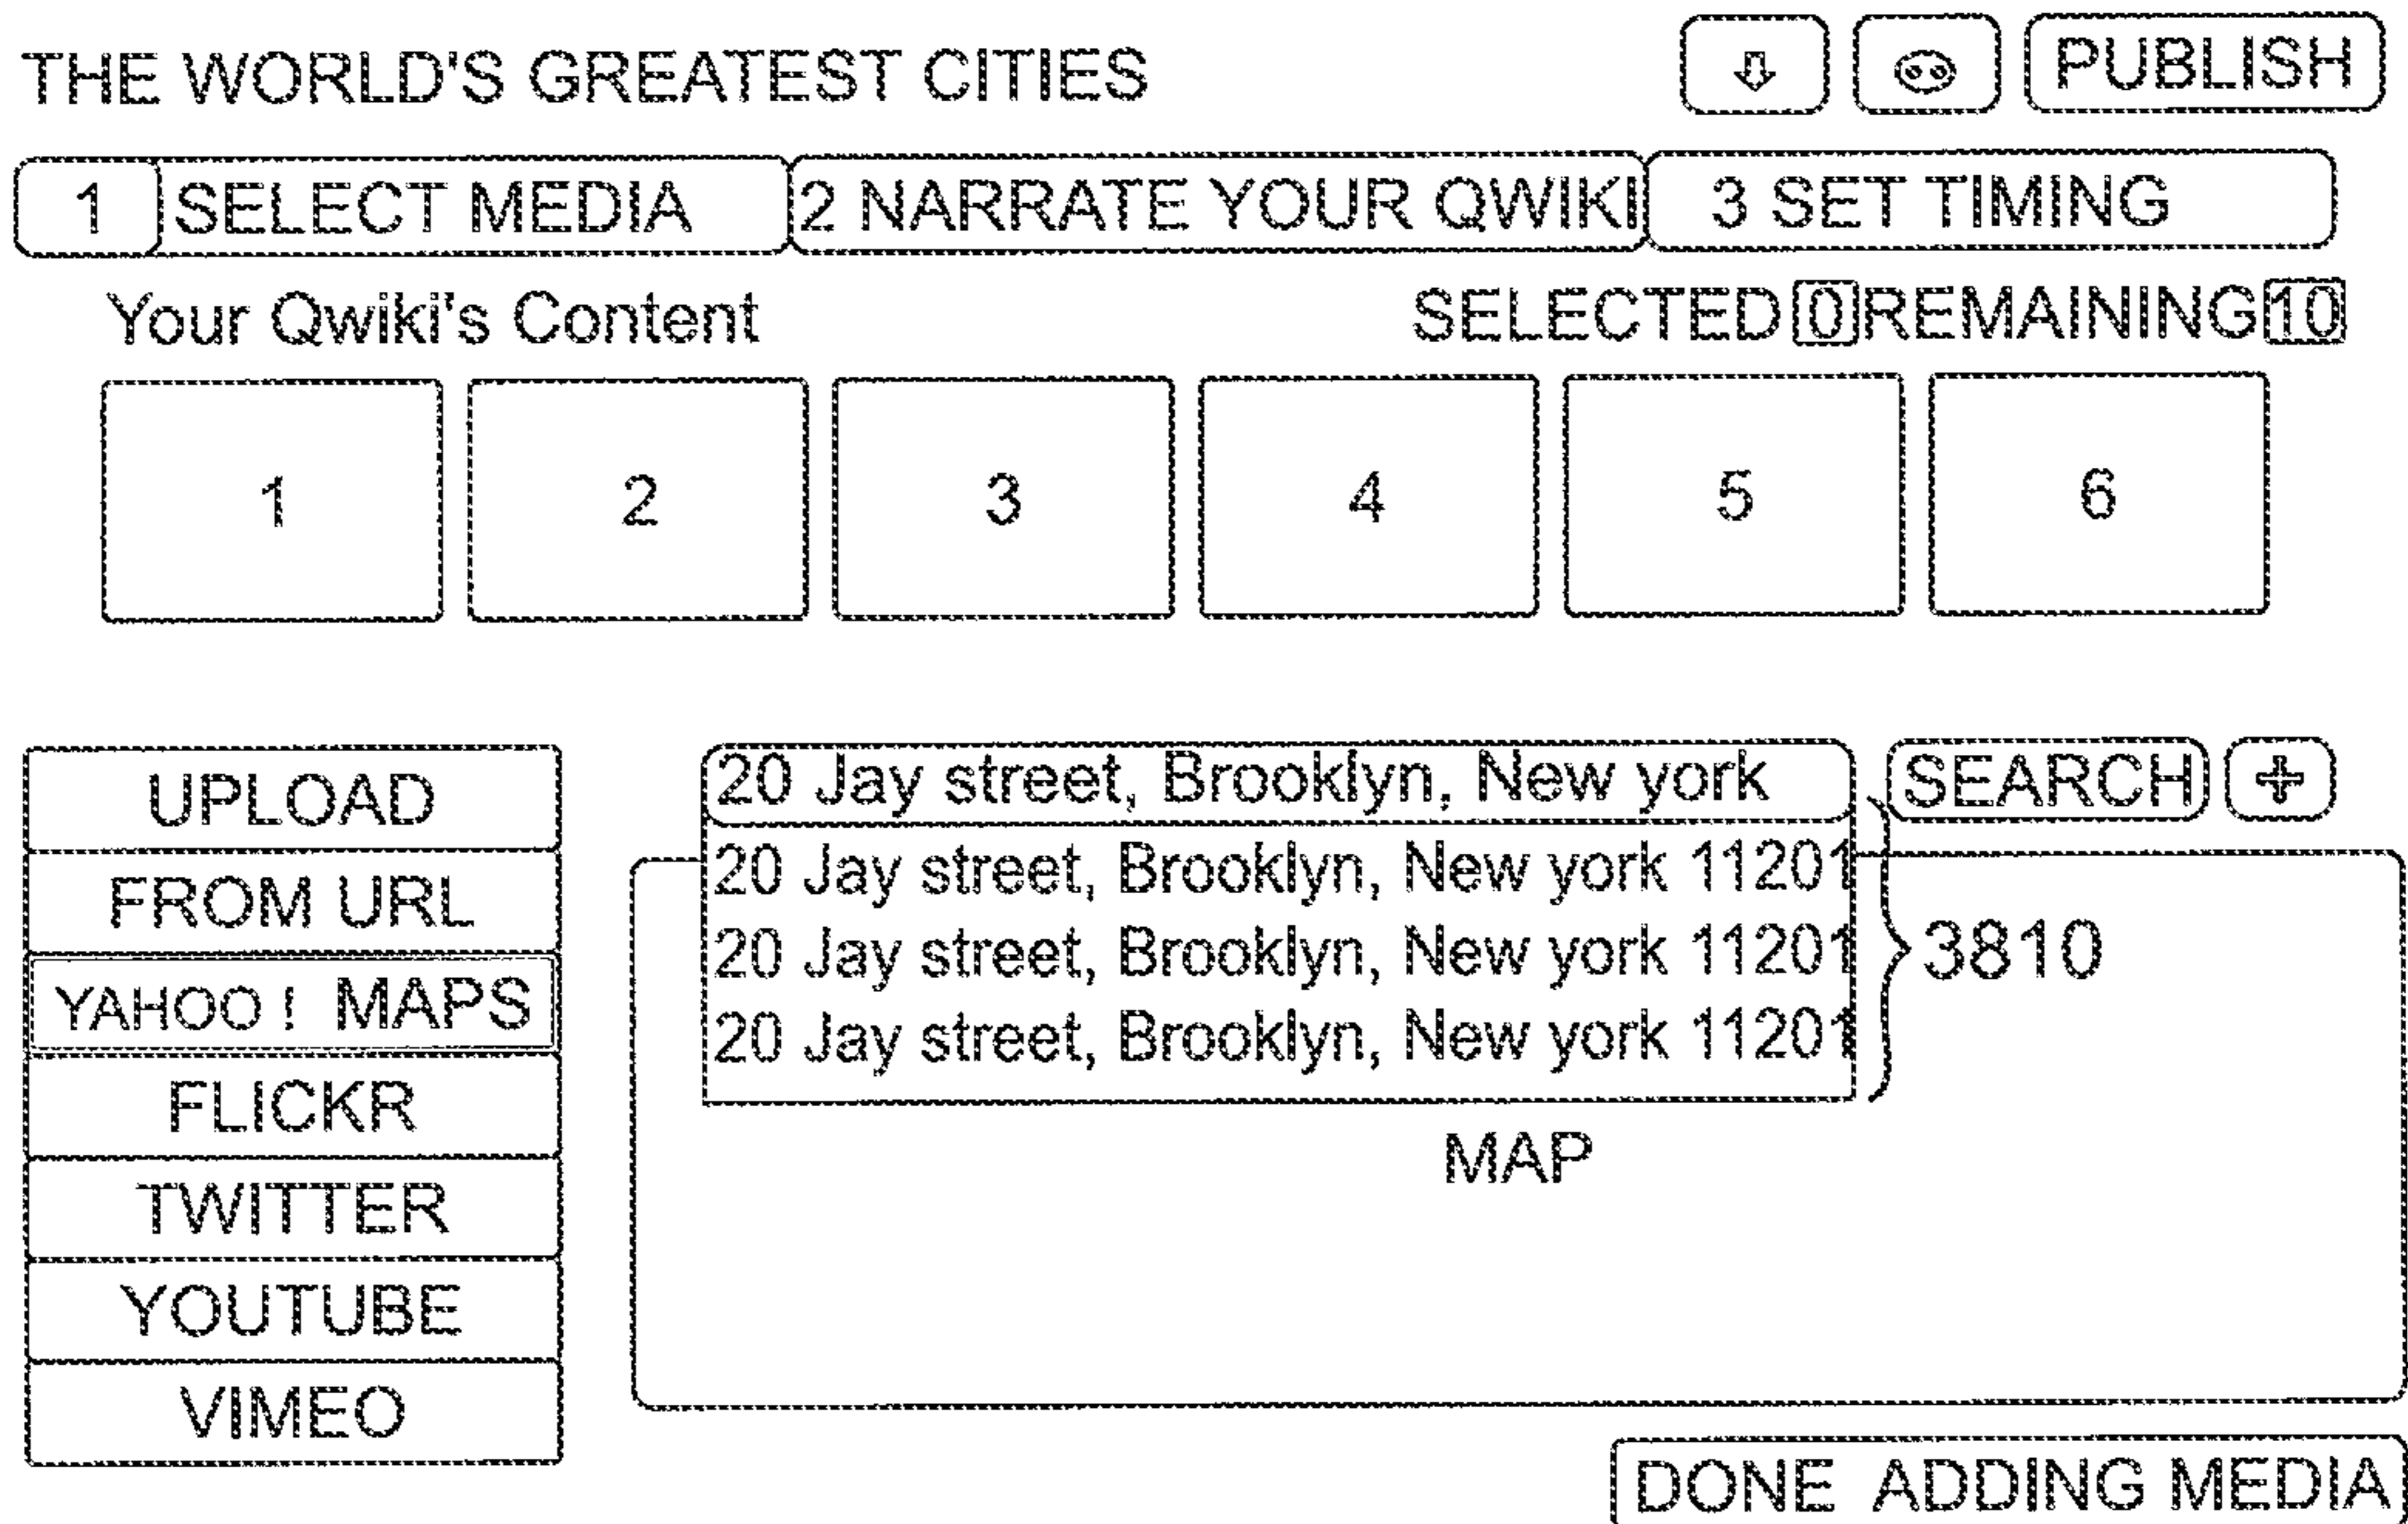 THE WORLD'S GREATEST CITIES
PUBLISH
1 SELECT MEDIA 2 NARRATE YOUR QWIKI 3 SET TIMING
Your Qwiki's Content SELECTED 0 REMAINING 10
1 2 3 4 5 6
UPLOAD
FROM URL
YAHOO ! MAPS
FLICKR
TWITTER
YOUTUBE
VIMEO
20 Jay street, Brooklyn, New york SEARCH
20 Jay street, Brooklyn, New york 11201
20 Jay street, Brooklyn, New york 11201
20 Jay street, Brooklyn, New york 11201
3810
MAP
DONE ADDING MEDIA